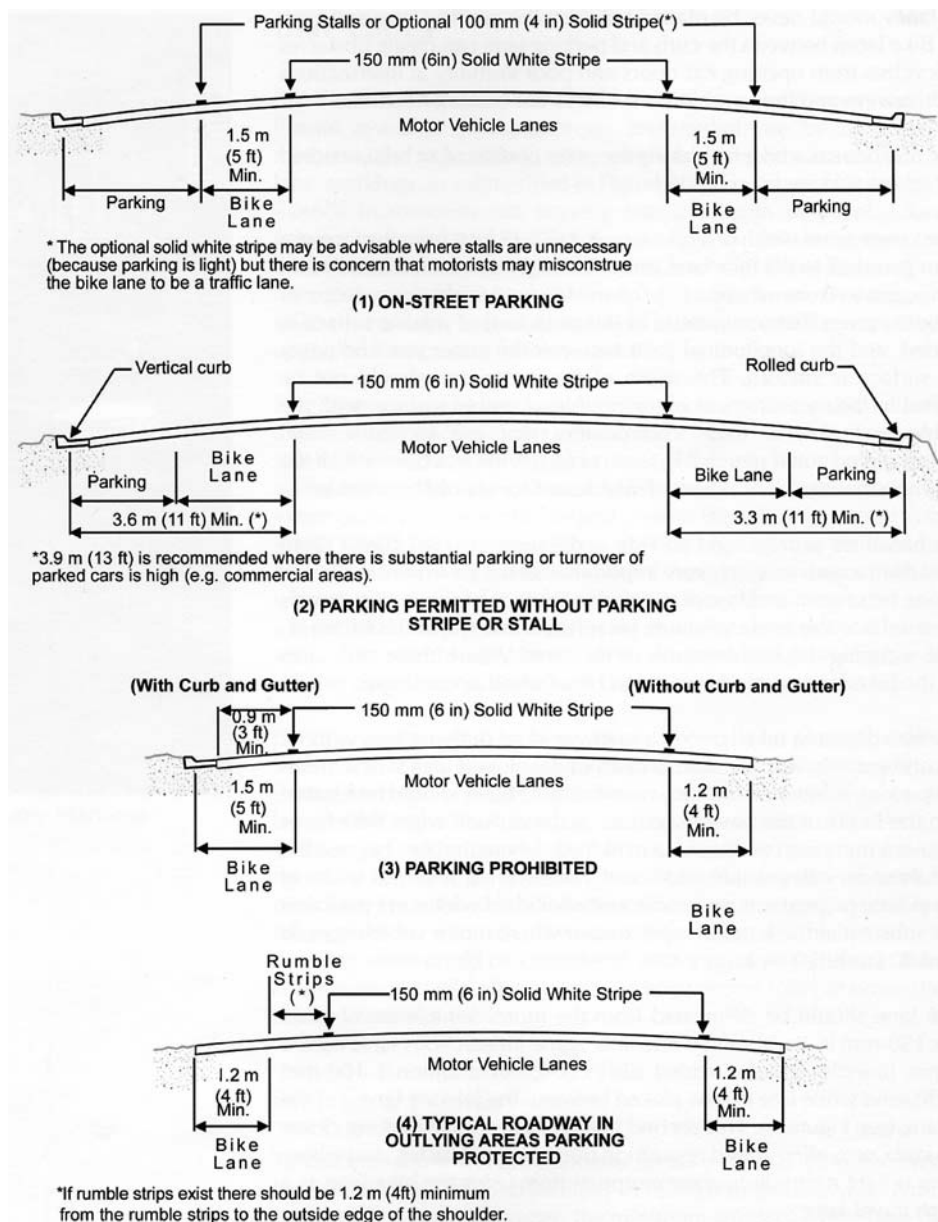 Parking Stalls or Optional 100 mm (4 in) Solid Stripe(*)
150 mm (6in) Solid White Stripe
1.5 m
(5 ft)
Min.
Motor Vehicle Lanes
1.5 m
(5 ft)
Min.
Parking
Bike
Lane
Bike
Lane
Parking
* The optional solid white stripe may be advisable where stalls are unnecessary
(because parking is light) but there is concern that motorists may misconstrue
the bike lane to be a traffic lane.
(1) ON-STREET PARKING
Vertical curb
150 mm (6 in) Solid White Stripe
Rolled curb
Motor Vehicle Lanes
Parking
Bike
Lane
Bike Lane
Parking
3.6 m (11 ft) Min. (*)
3.3 m (11 ft) Min. (*)
*3.9 m (13 ft) is recommended where there is substantial parking or turnover of
parked cars is high (e.g. commercial areas).
(2) PARKING PERMITTED WITHOUT PARKING
STRIPE OR STALL
(With Curb and Gutter)
(Without Curb and Gutter)
0.9 m
(3 ft)
Min.
150 mm (6 in) Solid White Stripe
Motor Vehicle Lanes
1.5 m
(5 ft)
Min.
1.2 m
(4 ft)
Min.
Bike
Lane
(3) PARKING PROHIBITED
Bike
Lane
Rumble
Strips
(*)
150 mm (6 in) Solid White Stripe
Motor Vehicle Lanes
1.2 m
(4 ft)
Min.
1.2 m
(4 ft)
Min.
Bike
Lane
(4) TYPICAL ROADWAY IN
OUTLYING AREAS PARKING
PROTECTED
Bike
Lane
*If rumble strips exist there should be 1.2 m (4ft) minimum
from the rumble strips to the outside edge of the shoulder.